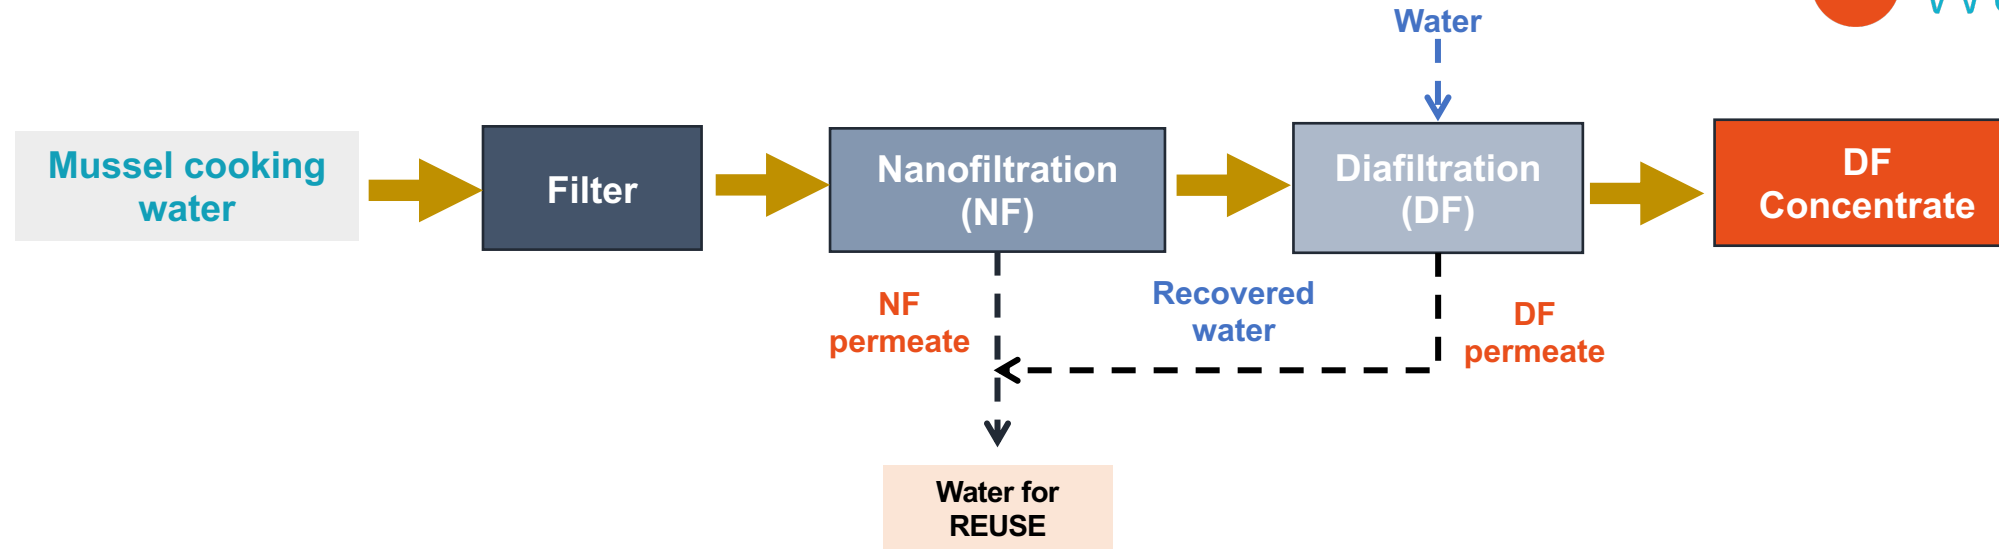 Water
Mussel cooking
water
Filter
Nanofiltration
(NF)
Diafiltration
(DF)
DF
Concentrate
NF
permeate
Recovered
water
DF
permeate
Water for
REUSE